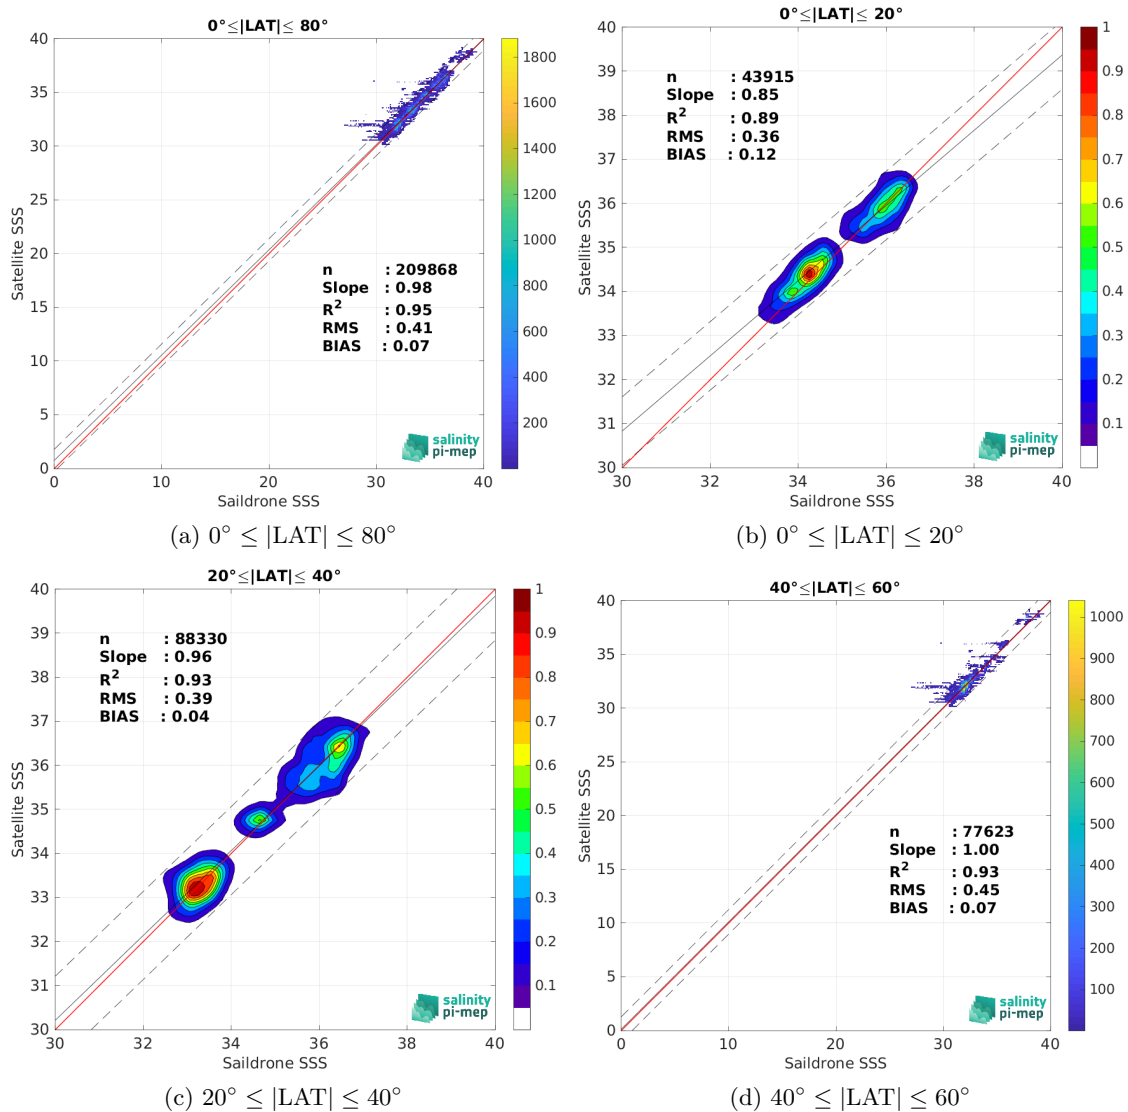 0°≤|LAT|≤ 80°
40
35
30
25
20
15
10
5
0
Satellite SSS
n : 209868
Slope : 0.98
R² : 0.95
RMS : 0.41
BIAS : 0.07
salinity
pi-mep
0 10 20 30 40
Saildrone SSS
1800
1600
1400
1200
1000
800
600
400
200
(a) 0° ≤ |LAT| ≤ 80°
0°≤|LAT|≤ 20°
40
39
38
37
36
35
34
33
32
31
30
Satellite SSS
n : 43915
Slope : 0.85
R² : 0.89
RMS : 0.36
BIAS : 0.12
salinity
pi-mep
30 32 34 36 38 40
Saildrone SSS
1
0.9
0.8
0.7
0.6
0.5
0.4
0.3
0.2
0.1
(b) 0° ≤ |LAT| ≤ 20°
20°≤|LAT|≤ 40°
40
39
38
37
36
35
34
33
32
31
30
Satellite SSS
n : 88330
Slope : 0.96
R² : 0.93
RMS : 0.39
BIAS : 0.04
salinity
pi-mep
30 32 34 36 38 40
Saildrone SSS
1
0.9
0.8
0.7
0.6
0.5
0.4
0.3
0.2
0.1
(c) 20° ≤ |LAT| ≤ 40°
40°≤|LAT|≤ 60°
40
35
30
25
20
15
10
5
0
Satellite SSS
n : 77623
Slope : 1.00
R² : 0.93
RMS : 0.45
BIAS : 0.07
salinity
pi-mep
0 10 20 30 40
Saildrone SSS
1000
900
800
700
600
500
400
300
200
100
(d) 40° ≤ |LAT| ≤ 60°